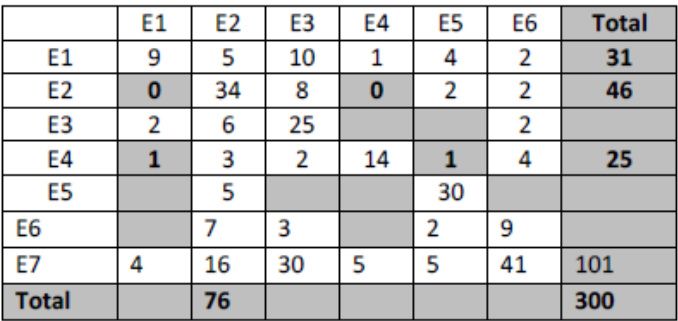 E1 E2 E3 E4 E5 E6 Total
E1 9 5 10 1 4 2 31
E2 0 34 8 0 2 2 46
E3 2 6 25 2
E4 1 3 2 14 1 4 25
E5 5 30
E6 7 3 2 9
E7 4 16 30 5 5 41 101
Total 76 300